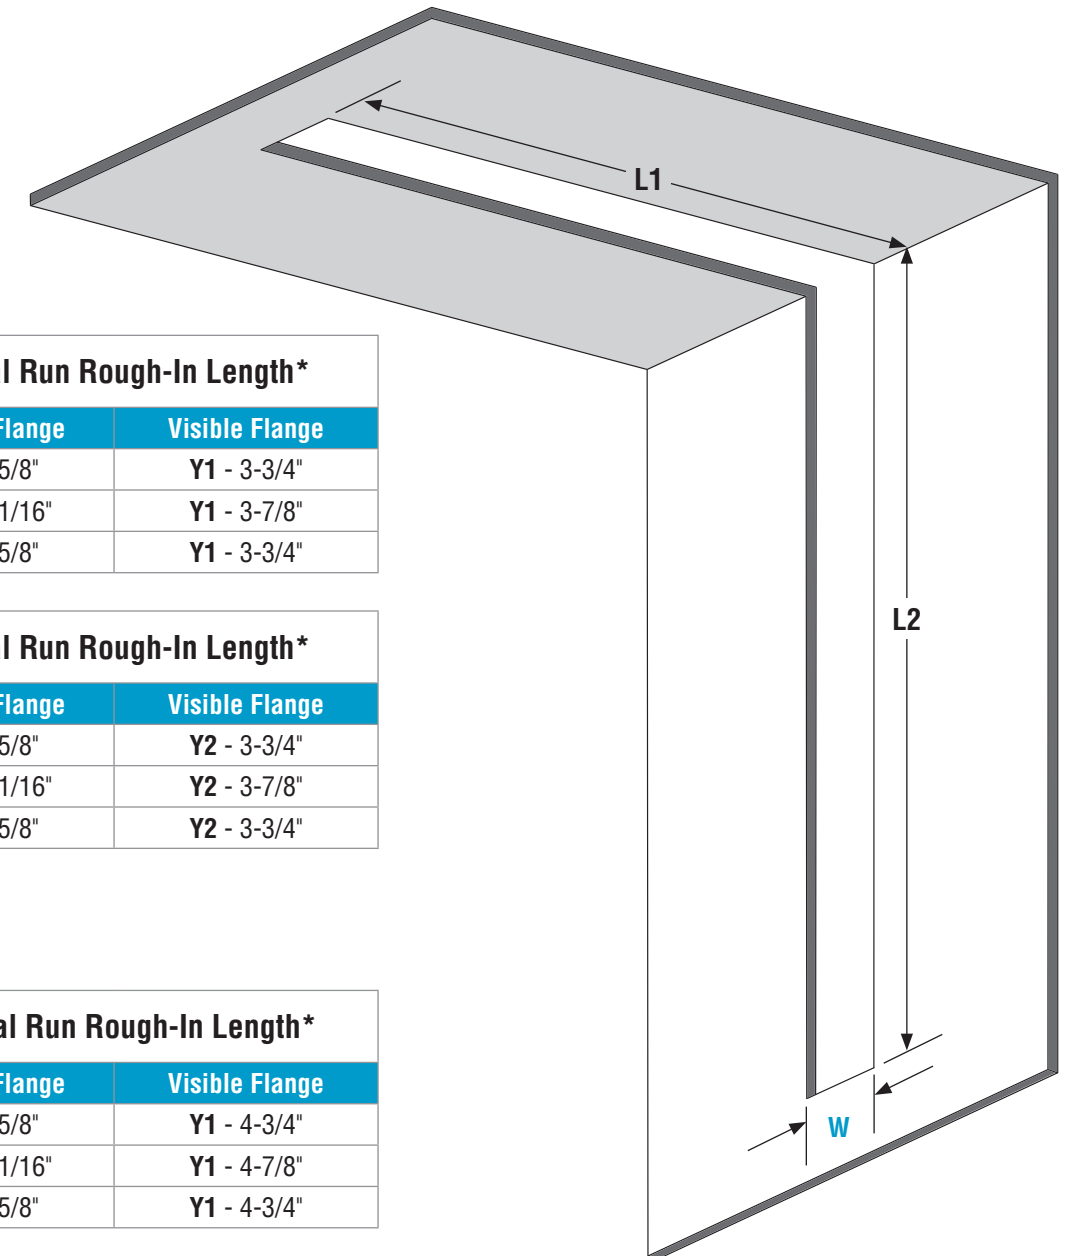 L1
al Run Rough-In Length*
Flange Visible Flange
5/8" Y1 - 3-3/4"
1/16" Y1 - 3-7/8"
5/8" Y1 - 3-3/4"
L2
al Run Rough-In Length*
Flange Visible Flange
5/8" Y2 - 3-3/4"
1/16" Y2 - 3-7/8"
5/8" Y2 - 3-3/4"
al Run Rough-In Length*
Flange Visible Flange
5/8" Y1 - 4-3/4"
1/16" Y1 - 4-7/8"
5/8" Y1 - 4-3/4"
W